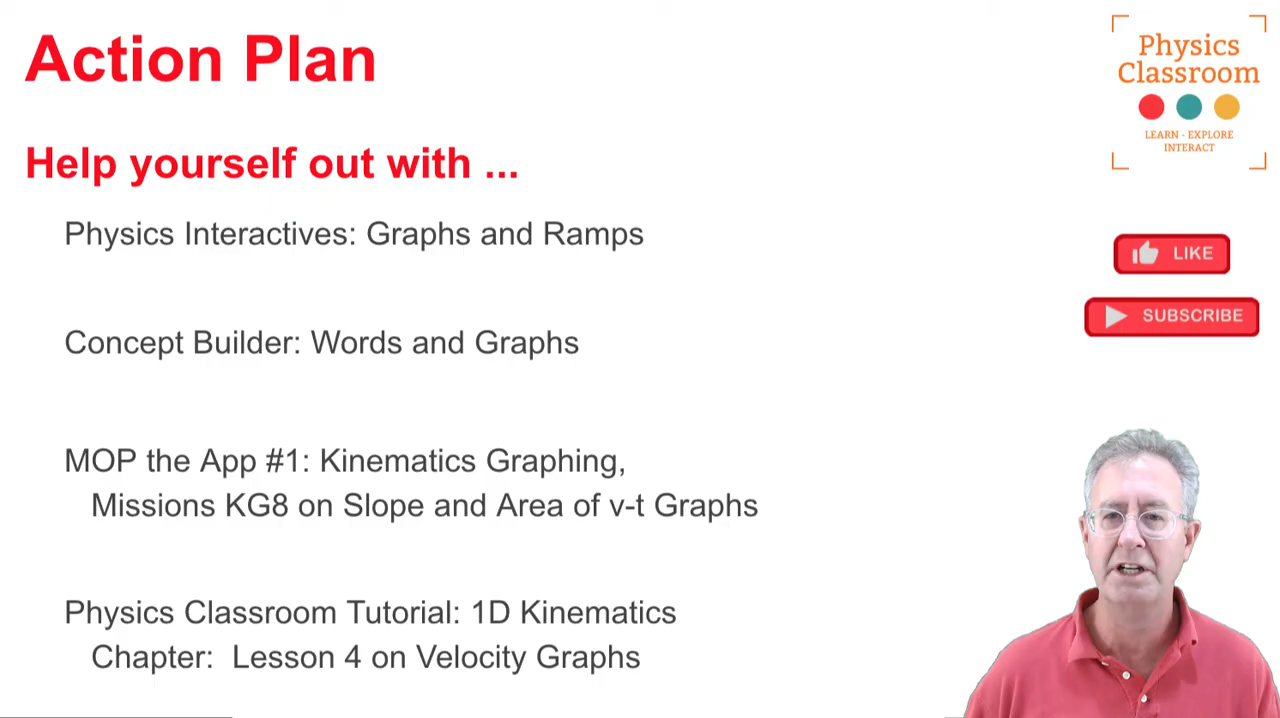 Action Plan
Physics
Classroom
LEARN - EXPLORE
INTERACT
Help yourself out with ...
Physics Interactives: Graphs and Ramps
LIKE
SUBSCRIBE
Concept Builder: Words and Graphs
MOP the App #1: Kinematics Graphing,
Missions KG8 on Slope and Area of v-t Graphs
Physics Classroom Tutorial: 1D Kinematics
Chapter: Lesson 4 on Velocity Graphs